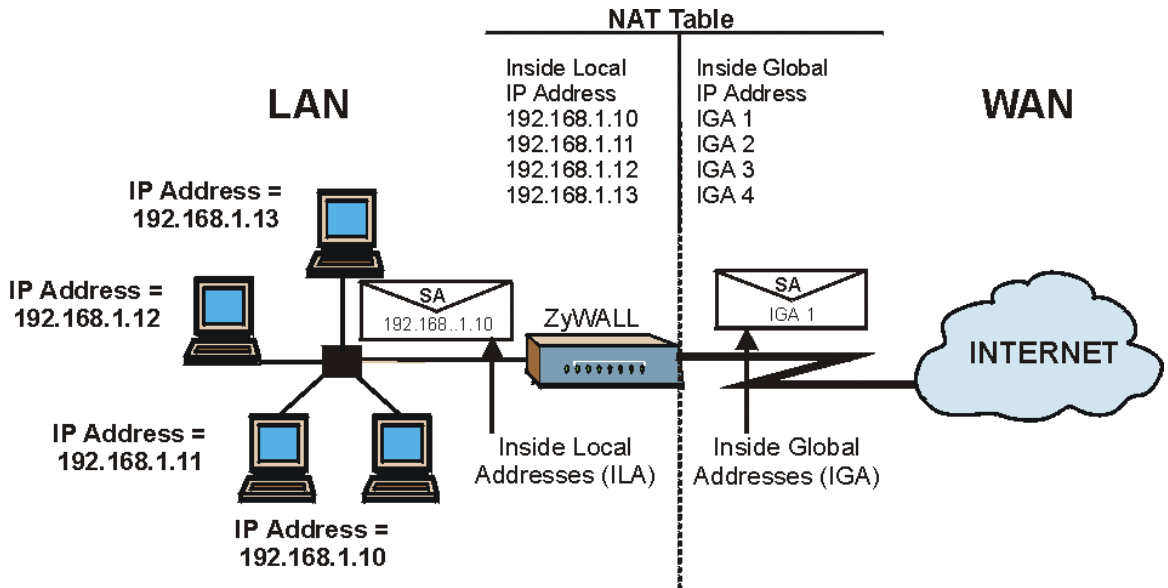 NAT Table
Inside Local
IP Address
192.168.1.10
192.168.1.11
192.168.1.12
192.168.1.13
Inside Global
IP Address
IGA 1
IGA 2
IGA 3
IGA 4
LAN
WAN
IP Address =
192.168.1.13
IP Address =
192.168.1.12
SA
192.168..1.10
ZyWALL
SA
IGA 1
INTERNET
IP Address =
192.168.1.11
Inside Local
Addresses (ILA)
Inside Global
Addresses (IGA)
IP Address =
192.168.1.10